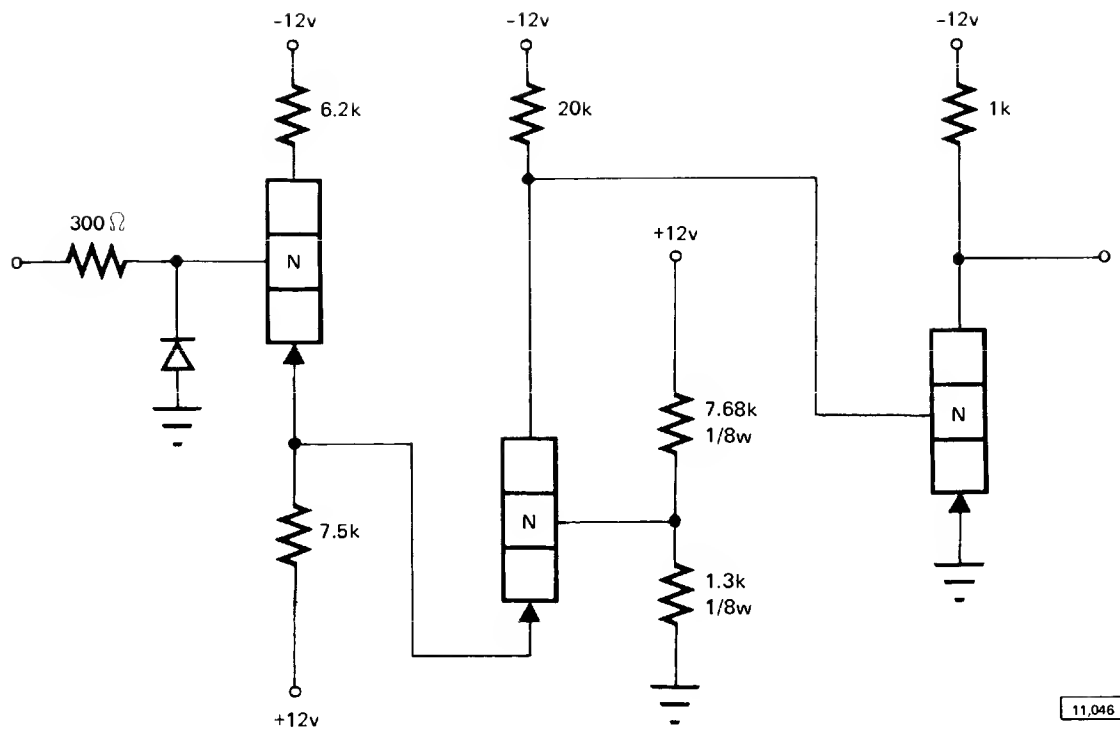 -12v
-12v
-12v
6.2k
20k
1k
300 Ω
N
+12v
7.68k
1/8w
N
7.5k
N
1.3k
1/8w
+12v
11,046